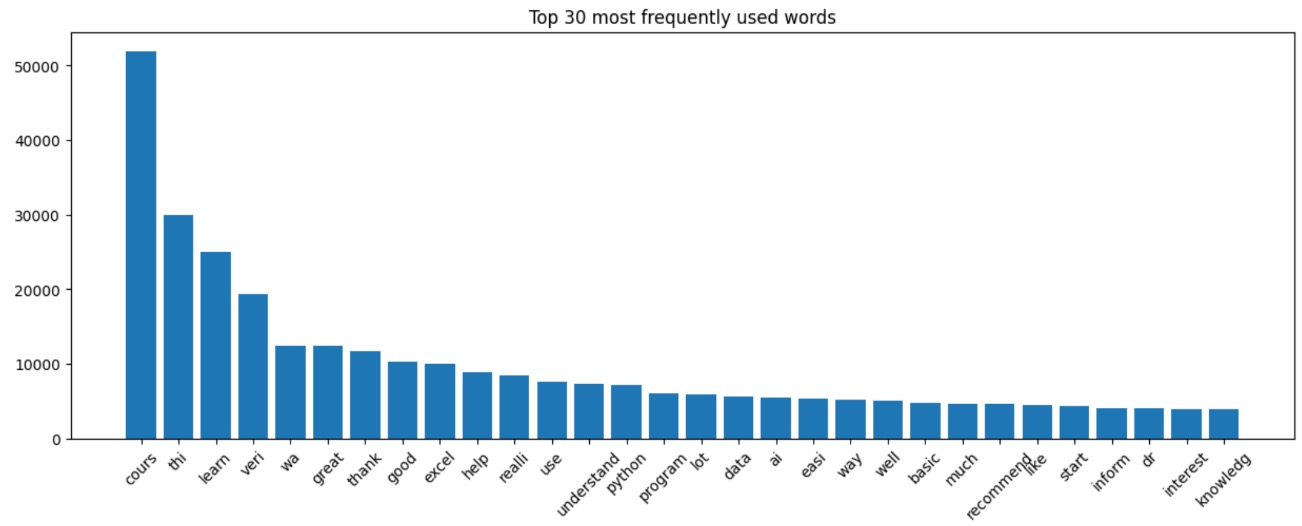 Top 30 most frequently used words
50000
40000
30000
20000
10000
0
cours
thi
learn
veri
wa
great
thank
good
excel
help
realli
use
understand
python
program
lot
data
ai
easi
way
well
basic
much
recommend
like
start
inform
dr
interest
knowledg